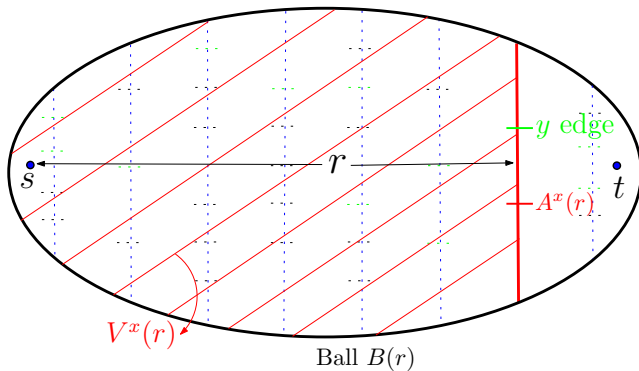 y edge
r
s
t
A^x(r)
V^x(r)
Ball B(r)